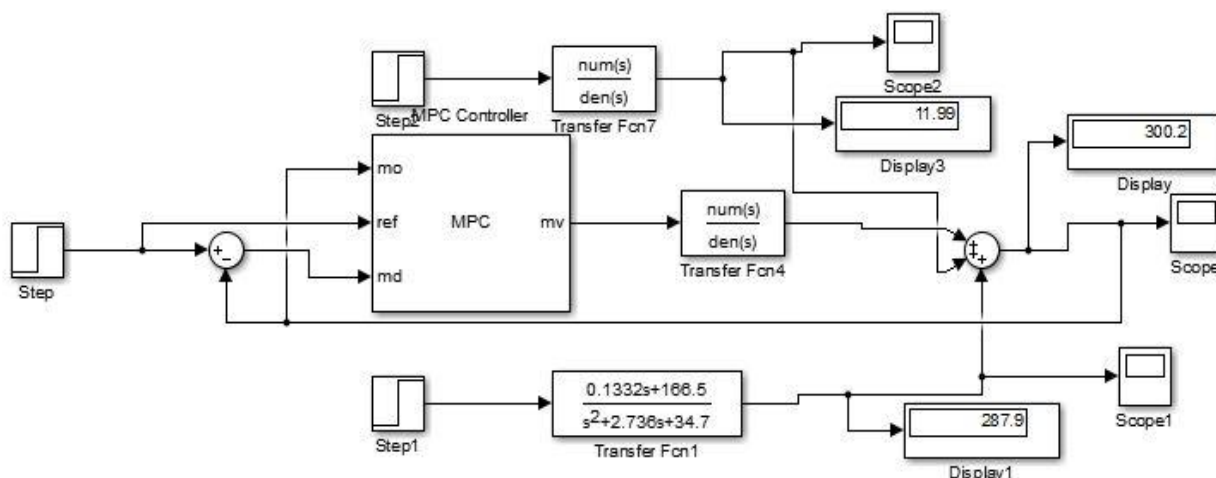 num(s)
den(s)
Transfer Fcn7
Step2
MPC Controller
Scope2
11.99
Display3
300.2
Display
mo
ref
md
MPC
mv
num(s)
den(s)
Transfer Fcn4
Step
+
−
+
+
+
Scope
Step1
0.1332s+166.5
s²+2.736s+34.7
Transfer Fcn1
287.9
Display1
Scope1